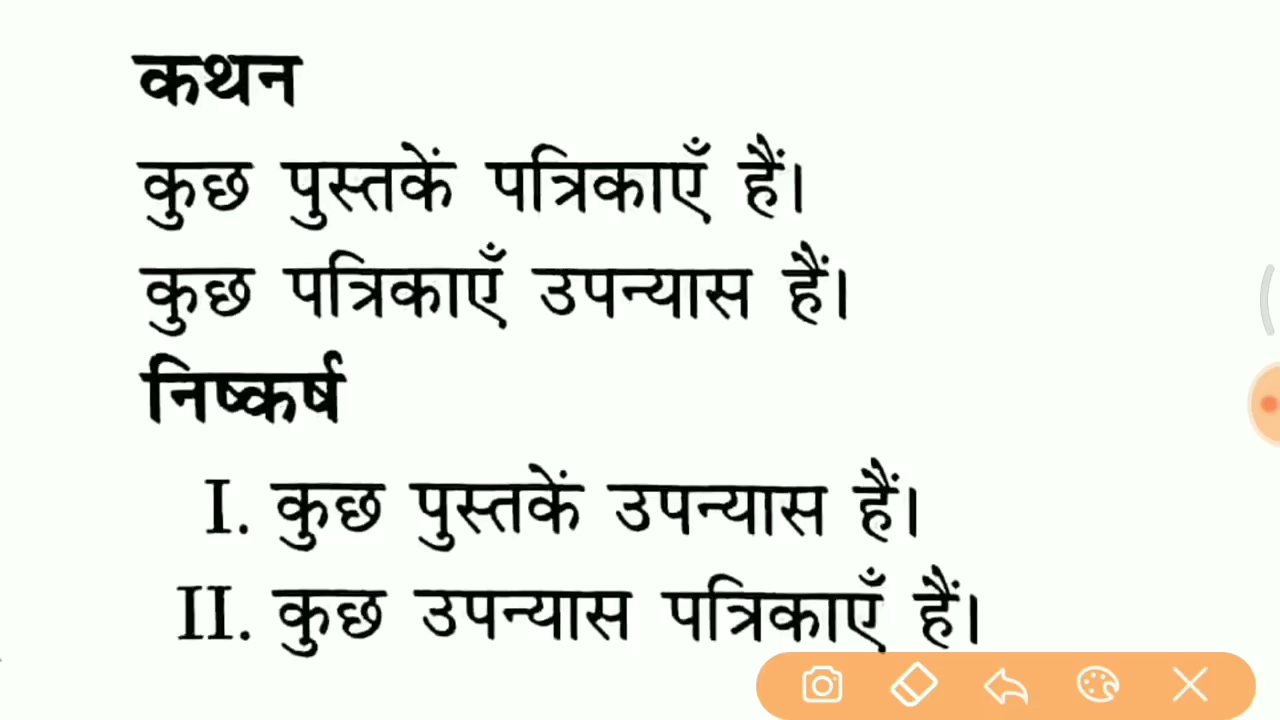 कथन
कुछ पुस्तकें पत्रिकाएँ हैं।
कुछ पत्रिकाएँ उपन्यास हैं।
निष्कर्ष
I. कुछ पुस्तकें उपन्यास हैं।
II. कुछ उपन्यास पत्रिकाएँ हैं।